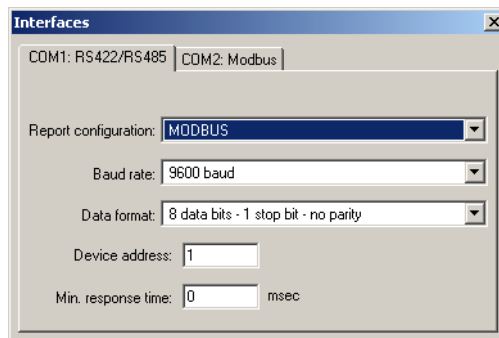 Interfaces
COM1: RS422/RS485 COM2: Modbus
Report configuration: MODBUS
Baud rate: 9600 baud
Data format: 8 data bits - 1 stop bit - no parity
Device address: 1
Min. response time: 0 msec